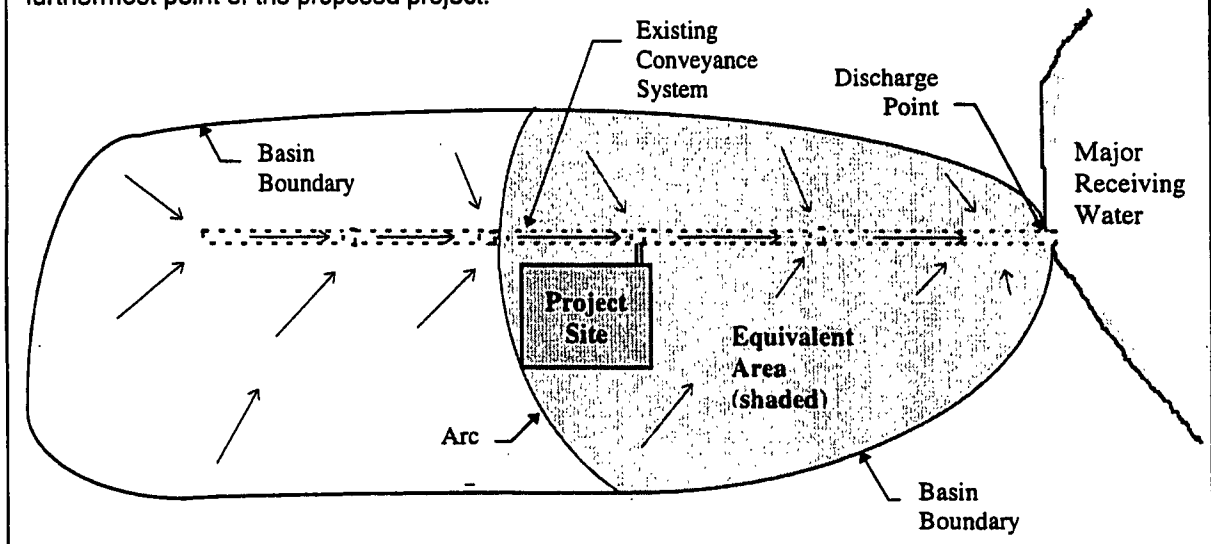 furthermost point of the proposed project.
Existing
Conveyance
System
Discharge
Point
Basin
Boundary
Major
Receiving
Water
Project
Site
Equivalent
Area
(shaded)
Arc
Basin
Boundary